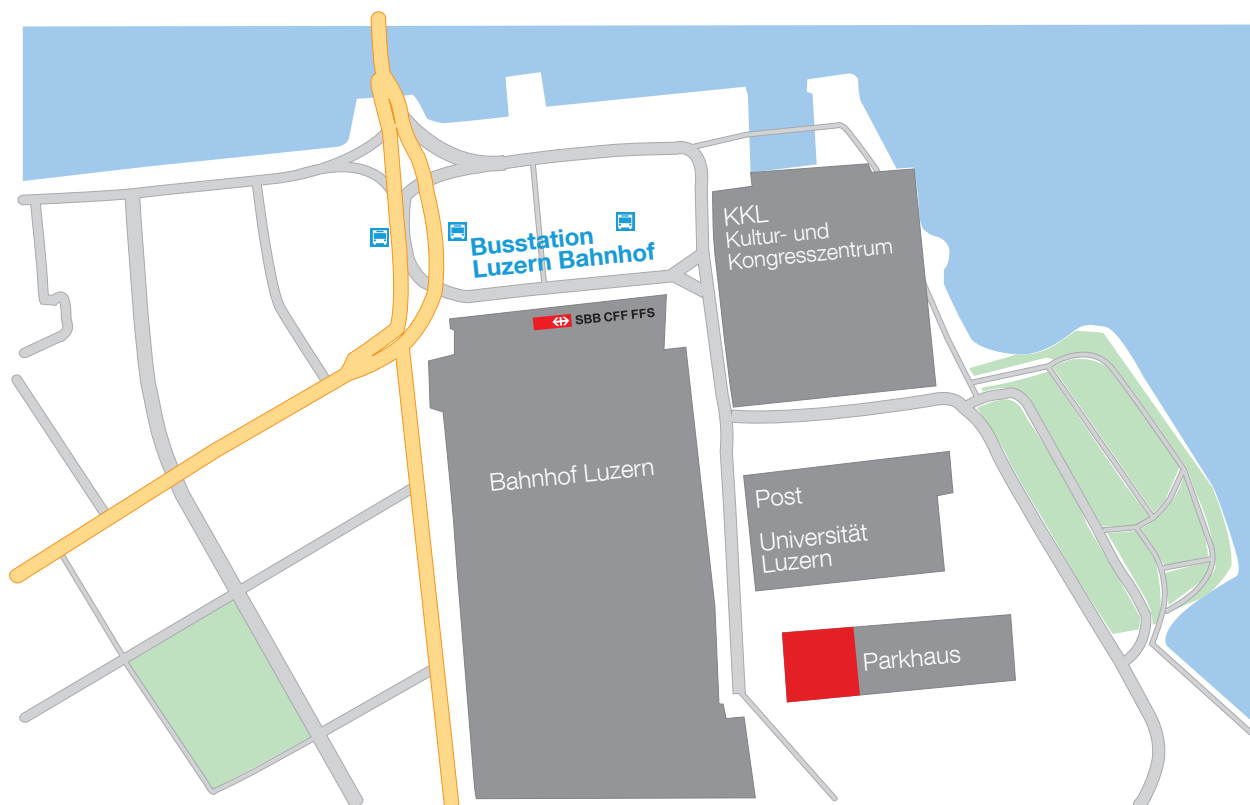 KKL
Kultur- und
Kongresszentrum
Busstation
Luzern Bahnhof
SBB CFF FFS
Bahnhof Luzern
Post
Universität
Luzern
Parkhaus